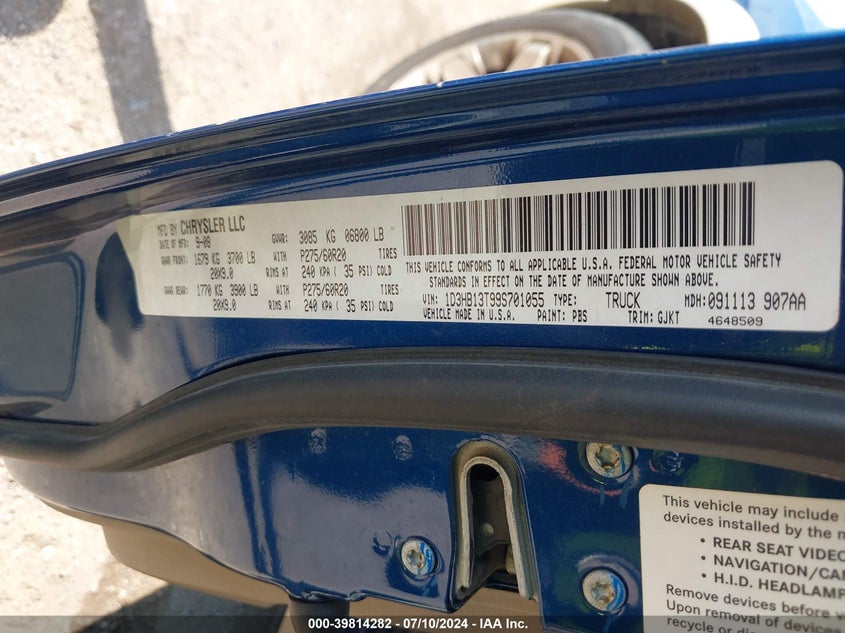 MFD BY CHRYSLER LLC
DATE OF MFR: 9-08 GVWR: 3085 KG 06800 LB
GAWR FRONT: 1679 KG 3700 LB WITH P275/60R20 TIRES
20X9.0 RIMS AT 240 KPA ( 35 PSI) COLD
GAWR REAR: 1770 KG 3900 LB WITH P275/60R20 TIRES
20X9.0 RIMS AT 240 KPA ( 35 PSI) COLD
THIS VEHICLE CONFORMS TO ALL APPLICABLE U.S.A. FEDERAL MOTOR VEHICLE SAFETY
STANDARDS IN EFFECT ON THE DATE OF MANUFACTURE SHOWN ABOVE.
VIN: 1D3HB13T99S701055 TYPE: TRUCK MDH: 091113 907AA
VEHICLE MADE IN U.S.A. PAINT: PBS TRIM: GJKT 4648509
This vehicle may include
devices installed by the m
• REAR SEAT VIDEO
• NAVIGATION/CAR
• H.I.D. HEADLAMP
Remove devices before v
Upon removal of devices
recycle or di
000-39814282 - 07/10/2024 - IAA Inc.